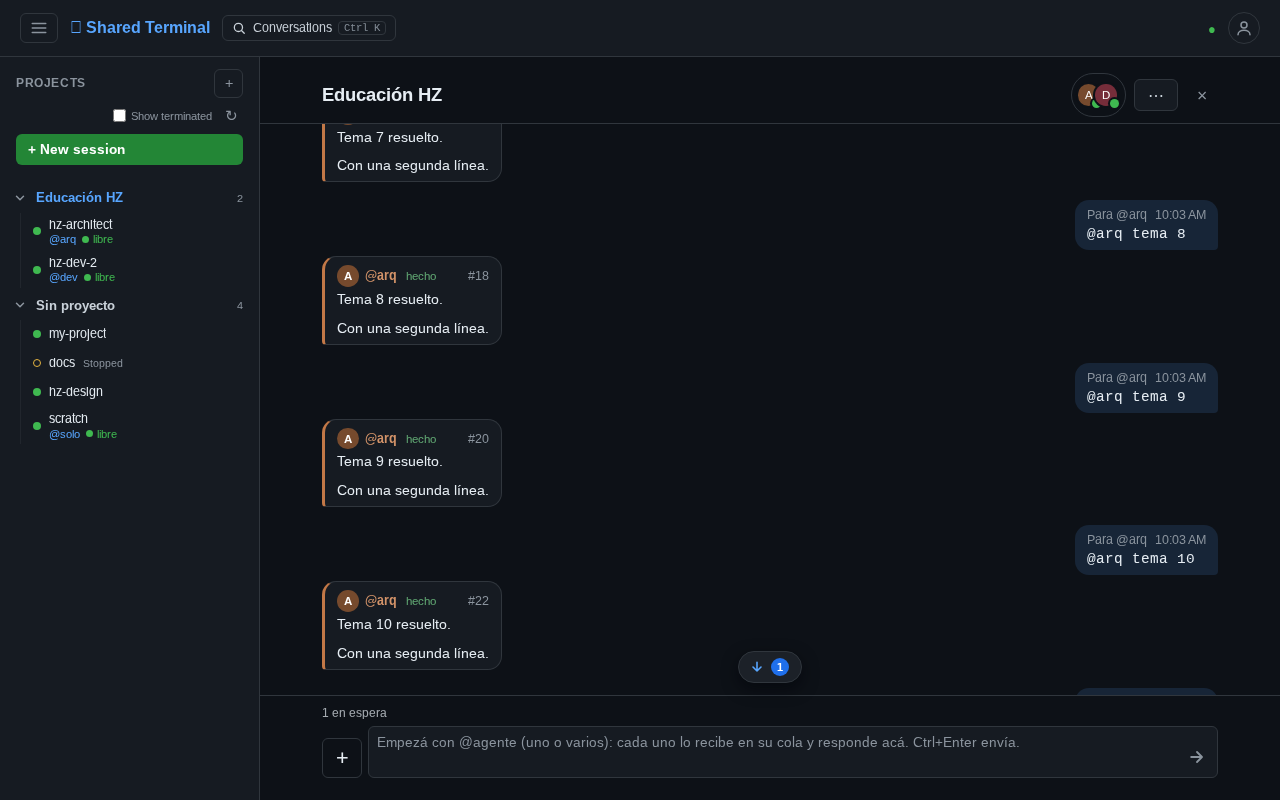 Shared Terminal
Conversations Ctrl K
PROJECTS
+
Show terminated ↻
+ New session
Educación HZ 2
hz-architect
@arq libre
hz-dev-2
@dev libre
Sin proyecto 4
my-project
docs Stopped
hz-design
scratch
@solo libre
Educación HZ
A D ⋯ ×
Tema 7 resuelto.
Con una segunda línea.
Para @arq 10:03 AM
@arq tema 8
A @arq hecho #18
Tema 8 resuelto.
Con una segunda línea.
Para @arq 10:03 AM
@arq tema 9
A @arq hecho #20
Tema 9 resuelto.
Con una segunda línea.
Para @arq 10:03 AM
@arq tema 10
A @arq hecho #22
Tema 10 resuelto.
Con una segunda línea.
1
1 en espera
+ Empezá con @agente (uno o varios): cada uno lo recibe en su cola y responde acá. Ctrl+Enter envía.